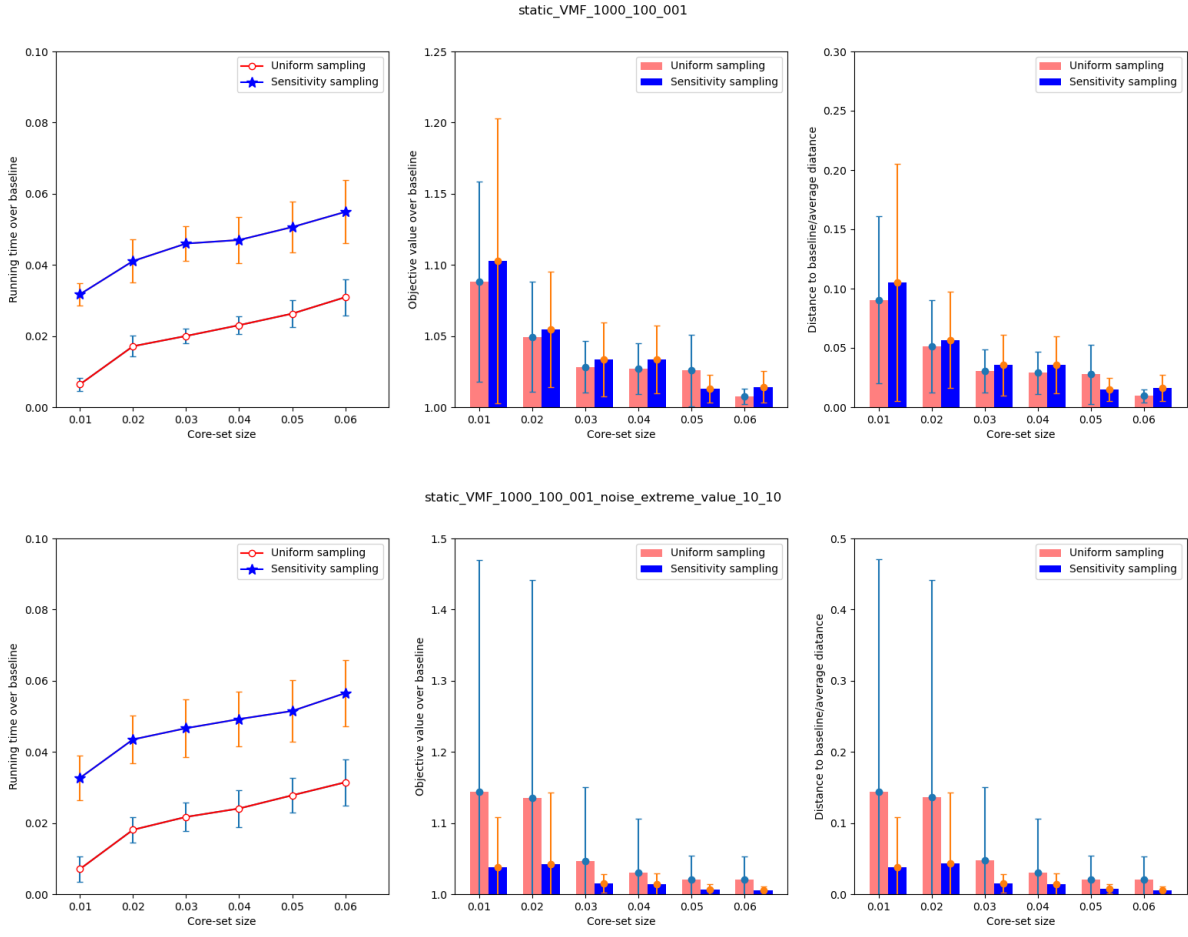 static_VMF_1000_100_001
Running time over baseline
0.10
0.08
0.06
0.04
0.02
0.00
Uniform sampling
Sensitivity sampling
0.01 0.02 0.03 0.04 0.05 0.06
Core-set size
Objective value over baseline
1.25
1.20
1.15
1.10
1.05
1.00
Uniform sampling
Sensitivity sampling
0.01 0.02 0.03 0.04 0.05 0.06
Core-set size
Distance to baseline/average diatance
0.30
0.25
0.20
0.15
0.10
0.05
0.00
Uniform sampling
Sensitivity sampling
0.01 0.02 0.03 0.04 0.05 0.06
Core-set size
static_VMF_1000_100_001_noise_extreme_value_10_10
Running time over baseline
0.10
0.08
0.06
0.04
0.02
0.00
Uniform sampling
Sensitivity sampling
0.01 0.02 0.03 0.04 0.05 0.06
Core-set size
Objective value over baseline
1.5
1.4
1.3
1.2
1.1
1.0
Uniform sampling
Sensitivity sampling
0.01 0.02 0.03 0.04 0.05 0.06
Core-set size
Distance to baseline/average diatance
0.5
0.4
0.3
0.2
0.1
0.0
Uniform sampling
Sensitivity sampling
0.01 0.02 0.03 0.04 0.05 0.06
Core-set size